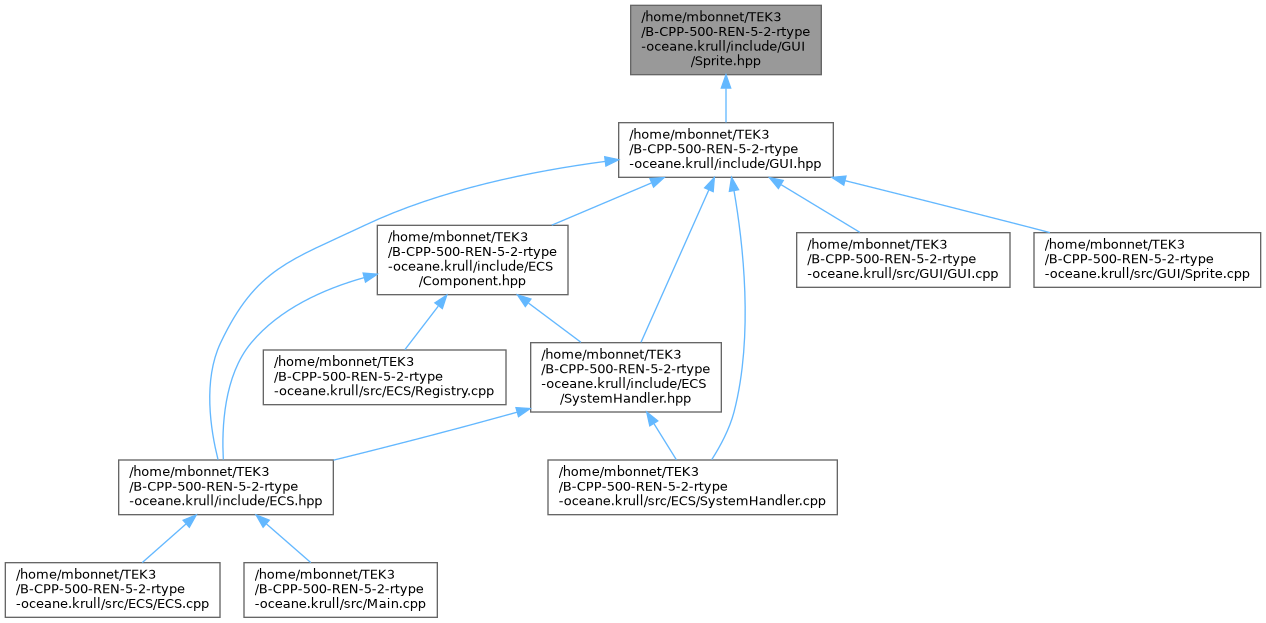 /home/mbonnet/TEK3
/B-CPP-500-REN-5-2-rtype
-oceane.krull/include/GUI
/Sprite.hpp
/home/mbonnet/TEK3
/B-CPP-500-REN-5-2-rtype
-oceane.krull/include/GUI.hpp
/home/mbonnet/TEK3
/B-CPP-500-REN-5-2-rtype
-oceane.krull/include/ECS
/Component.hpp
/home/mbonnet/TEK3
/B-CPP-500-REN-5-2-rtype
-oceane.krull/src/GUI/GUI.cpp
/home/mbonnet/TEK3
/B-CPP-500-REN-5-2-rtype
-oceane.krull/src/GUI/Sprite.cpp
/home/mbonnet/TEK3
/B-CPP-500-REN-5-2-rtype
-oceane.krull/src/ECS/Registry.cpp
/home/mbonnet/TEK3
/B-CPP-500-REN-5-2-rtype
-oceane.krull/include/ECS
/SystemHandler.hpp
/home/mbonnet/TEK3
/B-CPP-500-REN-5-2-rtype
-oceane.krull/include/ECS.hpp
/home/mbonnet/TEK3
/B-CPP-500-REN-5-2-rtype
-oceane.krull/src/ECS/SystemHandler.cpp
/home/mbonnet/TEK3
/B-CPP-500-REN-5-2-rtype
-oceane.krull/src/ECS/ECS.cpp
/home/mbonnet/TEK3
/B-CPP-500-REN-5-2-rtype
-oceane.krull/src/Main.cpp